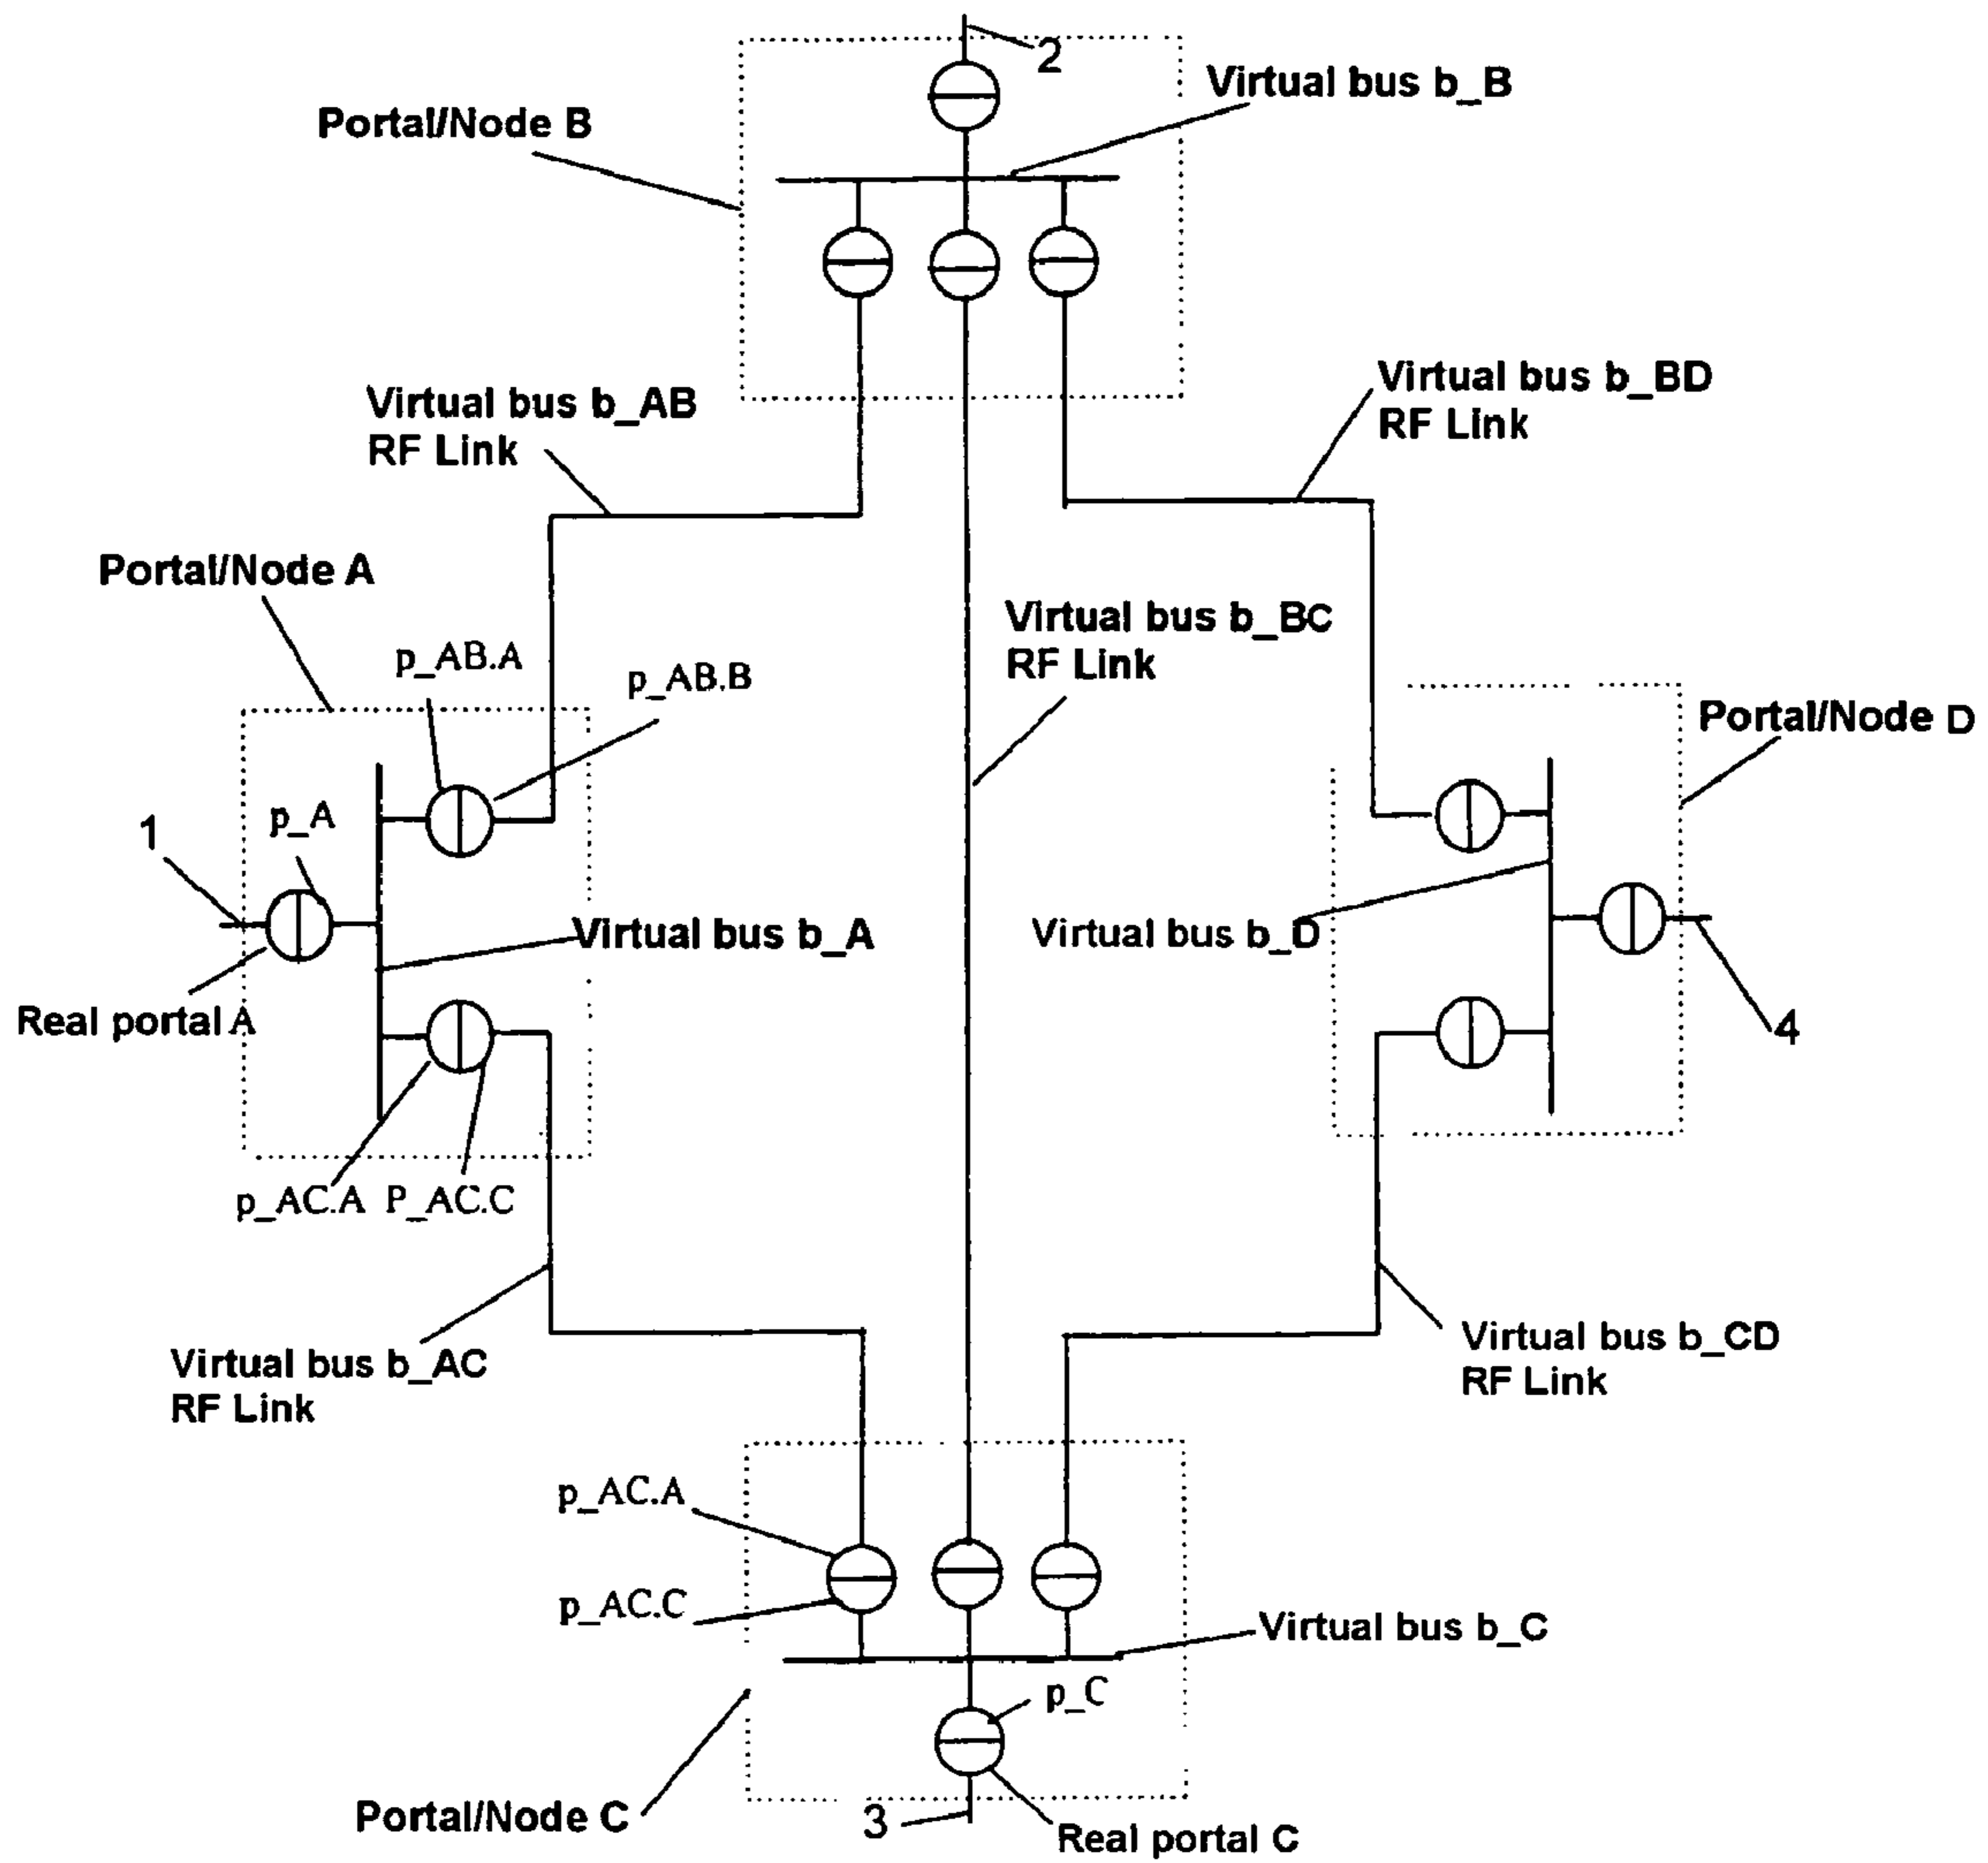 2
Virtual bus b_B
Portal/Node B
Virtual bus b_BD
RF Link
Virtual bus b_AB
RF Link
Portal/Node A
Virtual bus b_BC
RF Link
p_AB.A
p_AB.B
Portal/Node D
p_A
1
Virtual bus b_A
Virtual bus b_D
Real portal A
4
p_AC.A P_AC.C
Virtual bus b_AC
RF Link
Virtual bus b_CD
RF Link
p_AC.A
p_AC.C
Virtual bus b_C
p_C
Portal/Node C
3
Real portal C